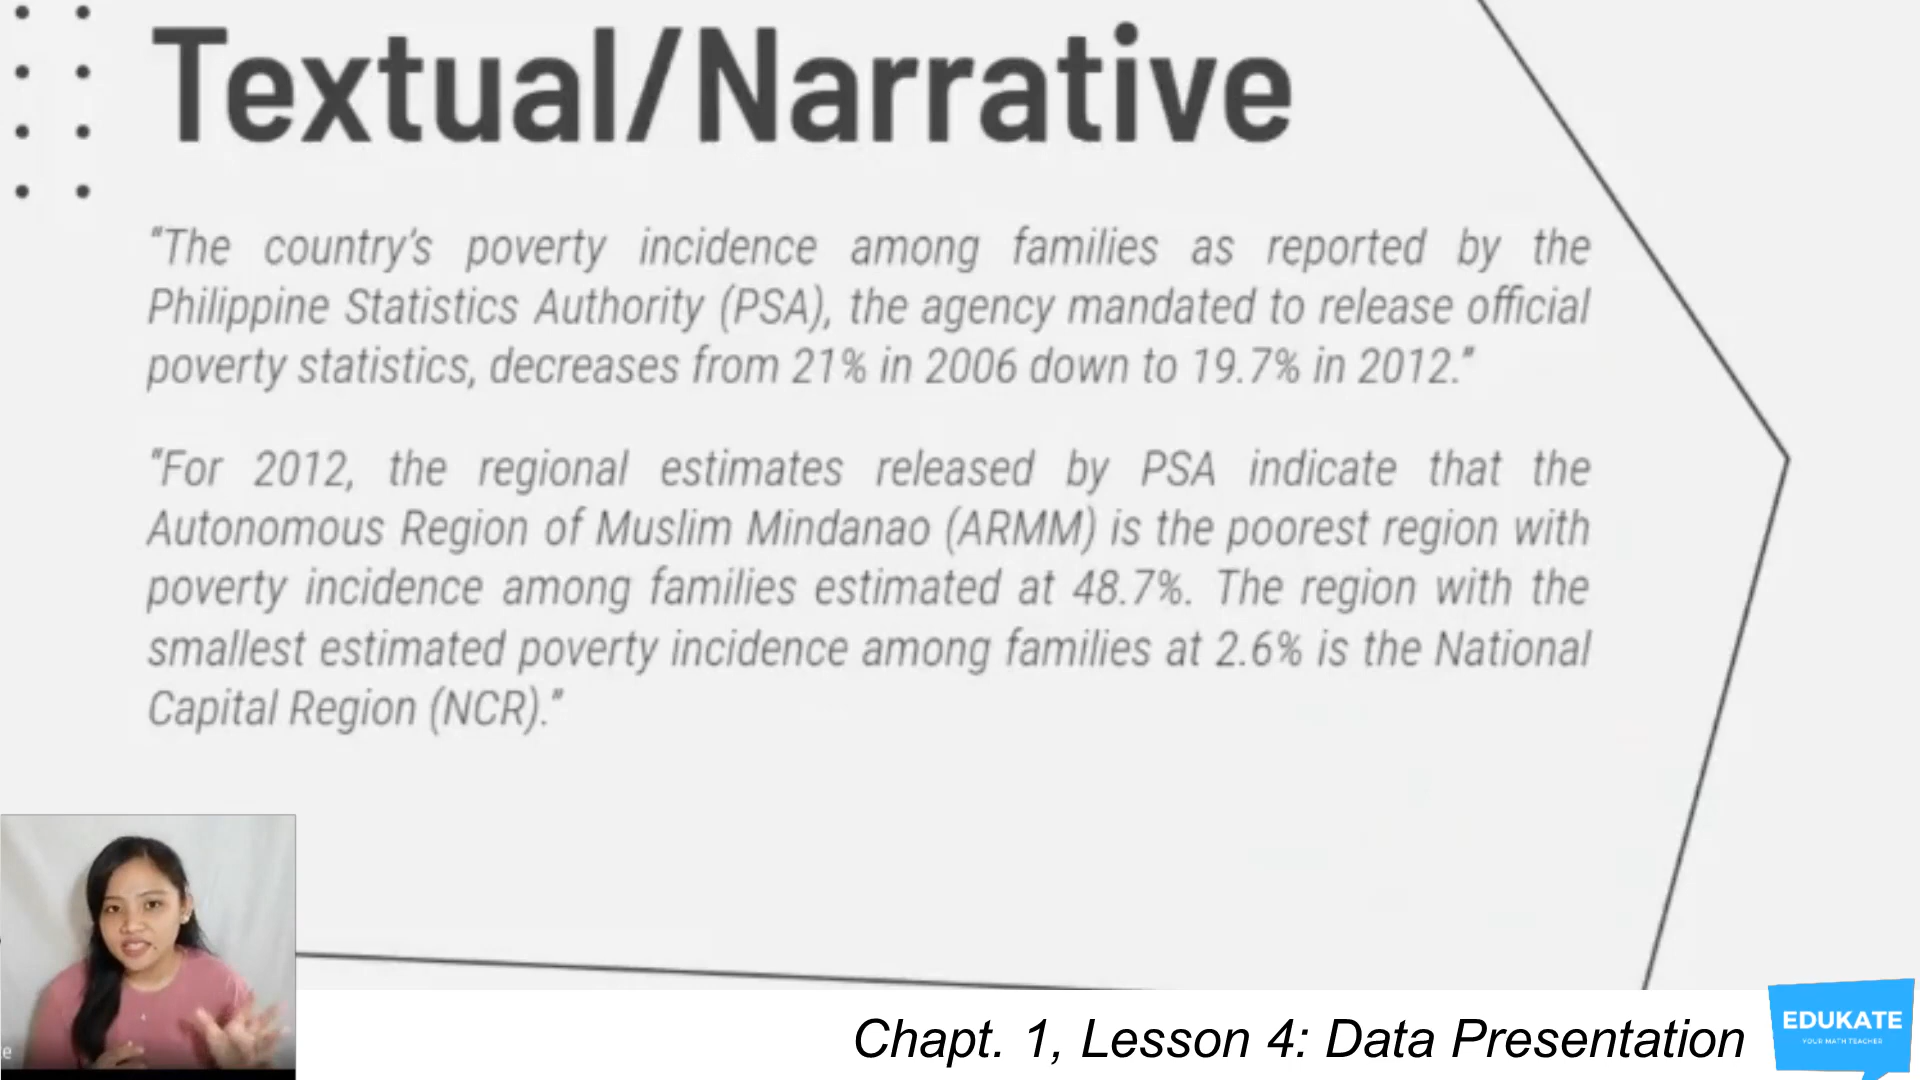 Textual/Narrative
"The country's poverty incidence among families as reported by the
Philippine Statistics Authority (PSA), the agency mandated to release official
poverty statistics, decreases from 21% in 2006 down to 19.7% in 2012."
"For 2012, the regional estimates released by PSA indicate that the
Autonomous Region of Muslim Mindanao (ARMM) is the poorest region with
poverty incidence among families estimated at 48.7%. The region with the
smallest estimated poverty incidence among families at 2.6% is the National
Capital Region (NCR)."
Chapt. 1, Lesson 4: Data Presentation
EDUKATE
YOUR MATH TEACHER